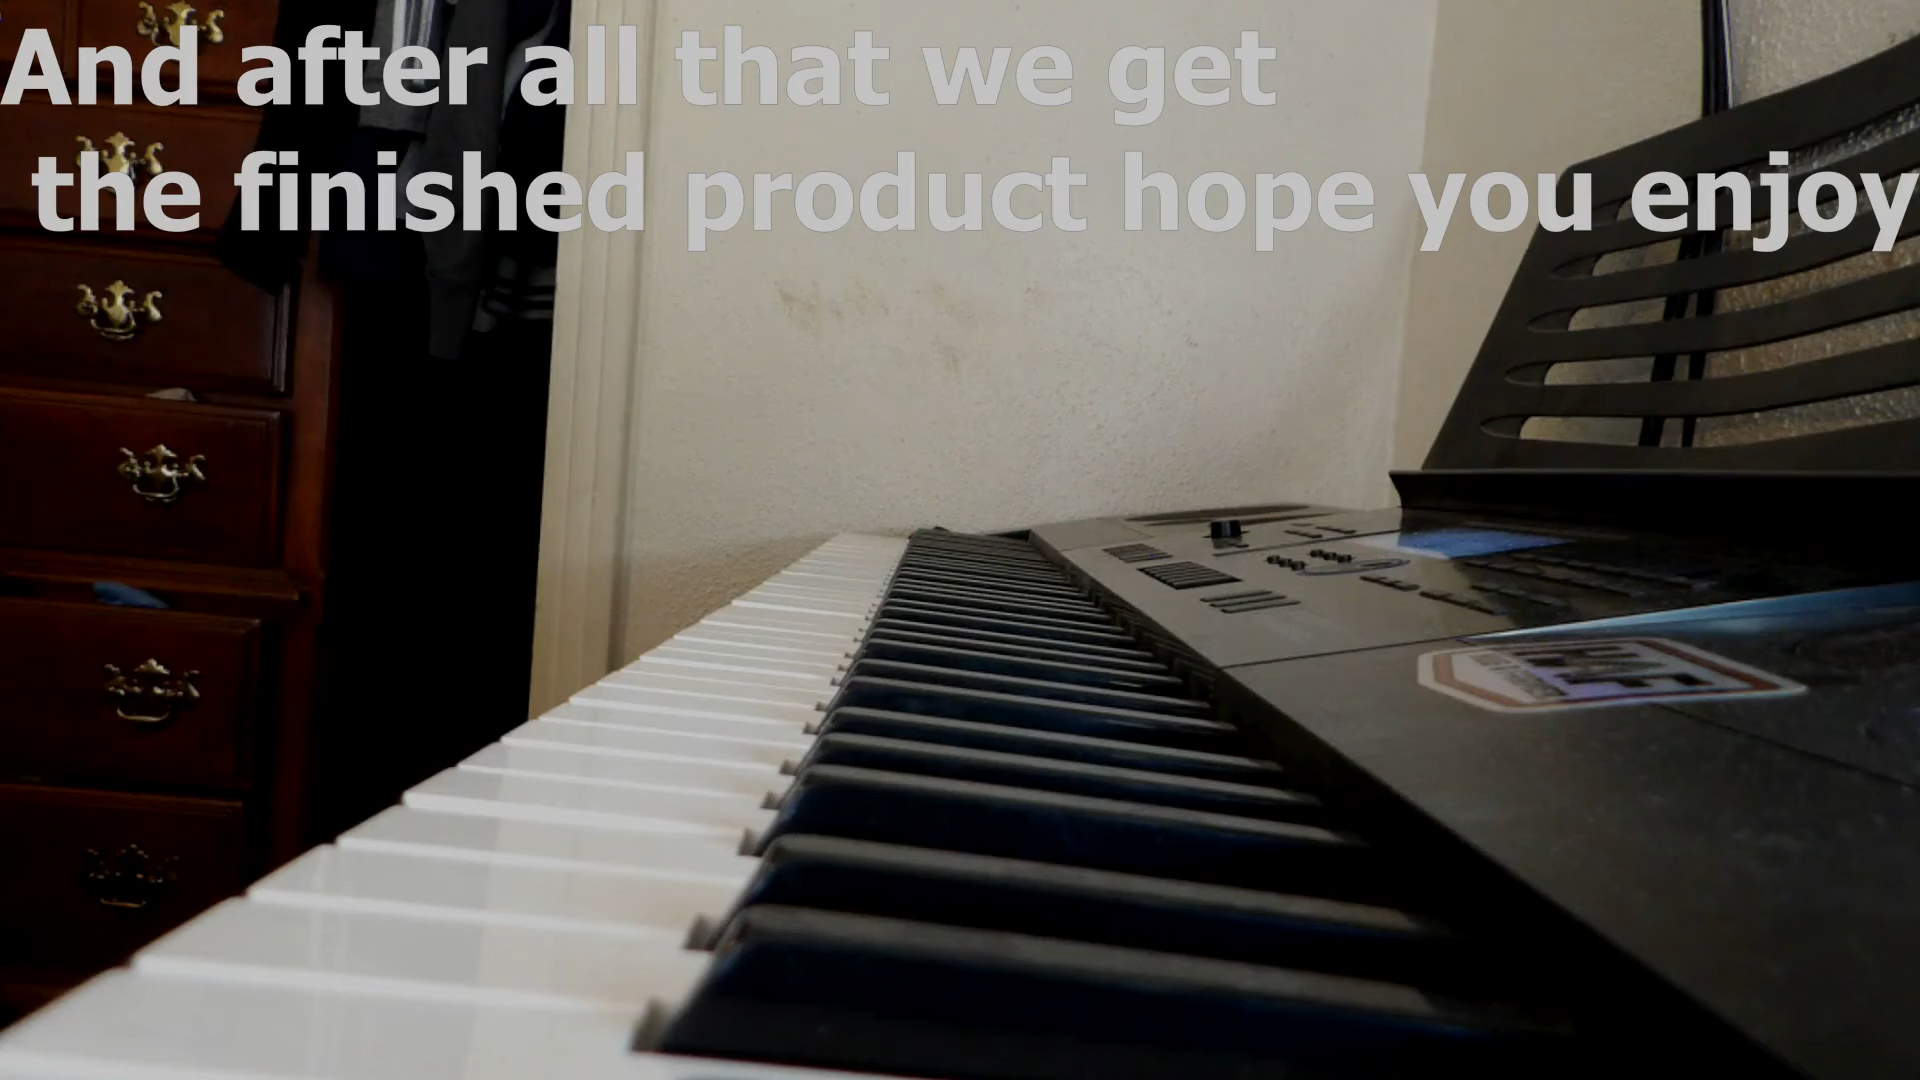 And after all that we get
the finished product hope you enjoy